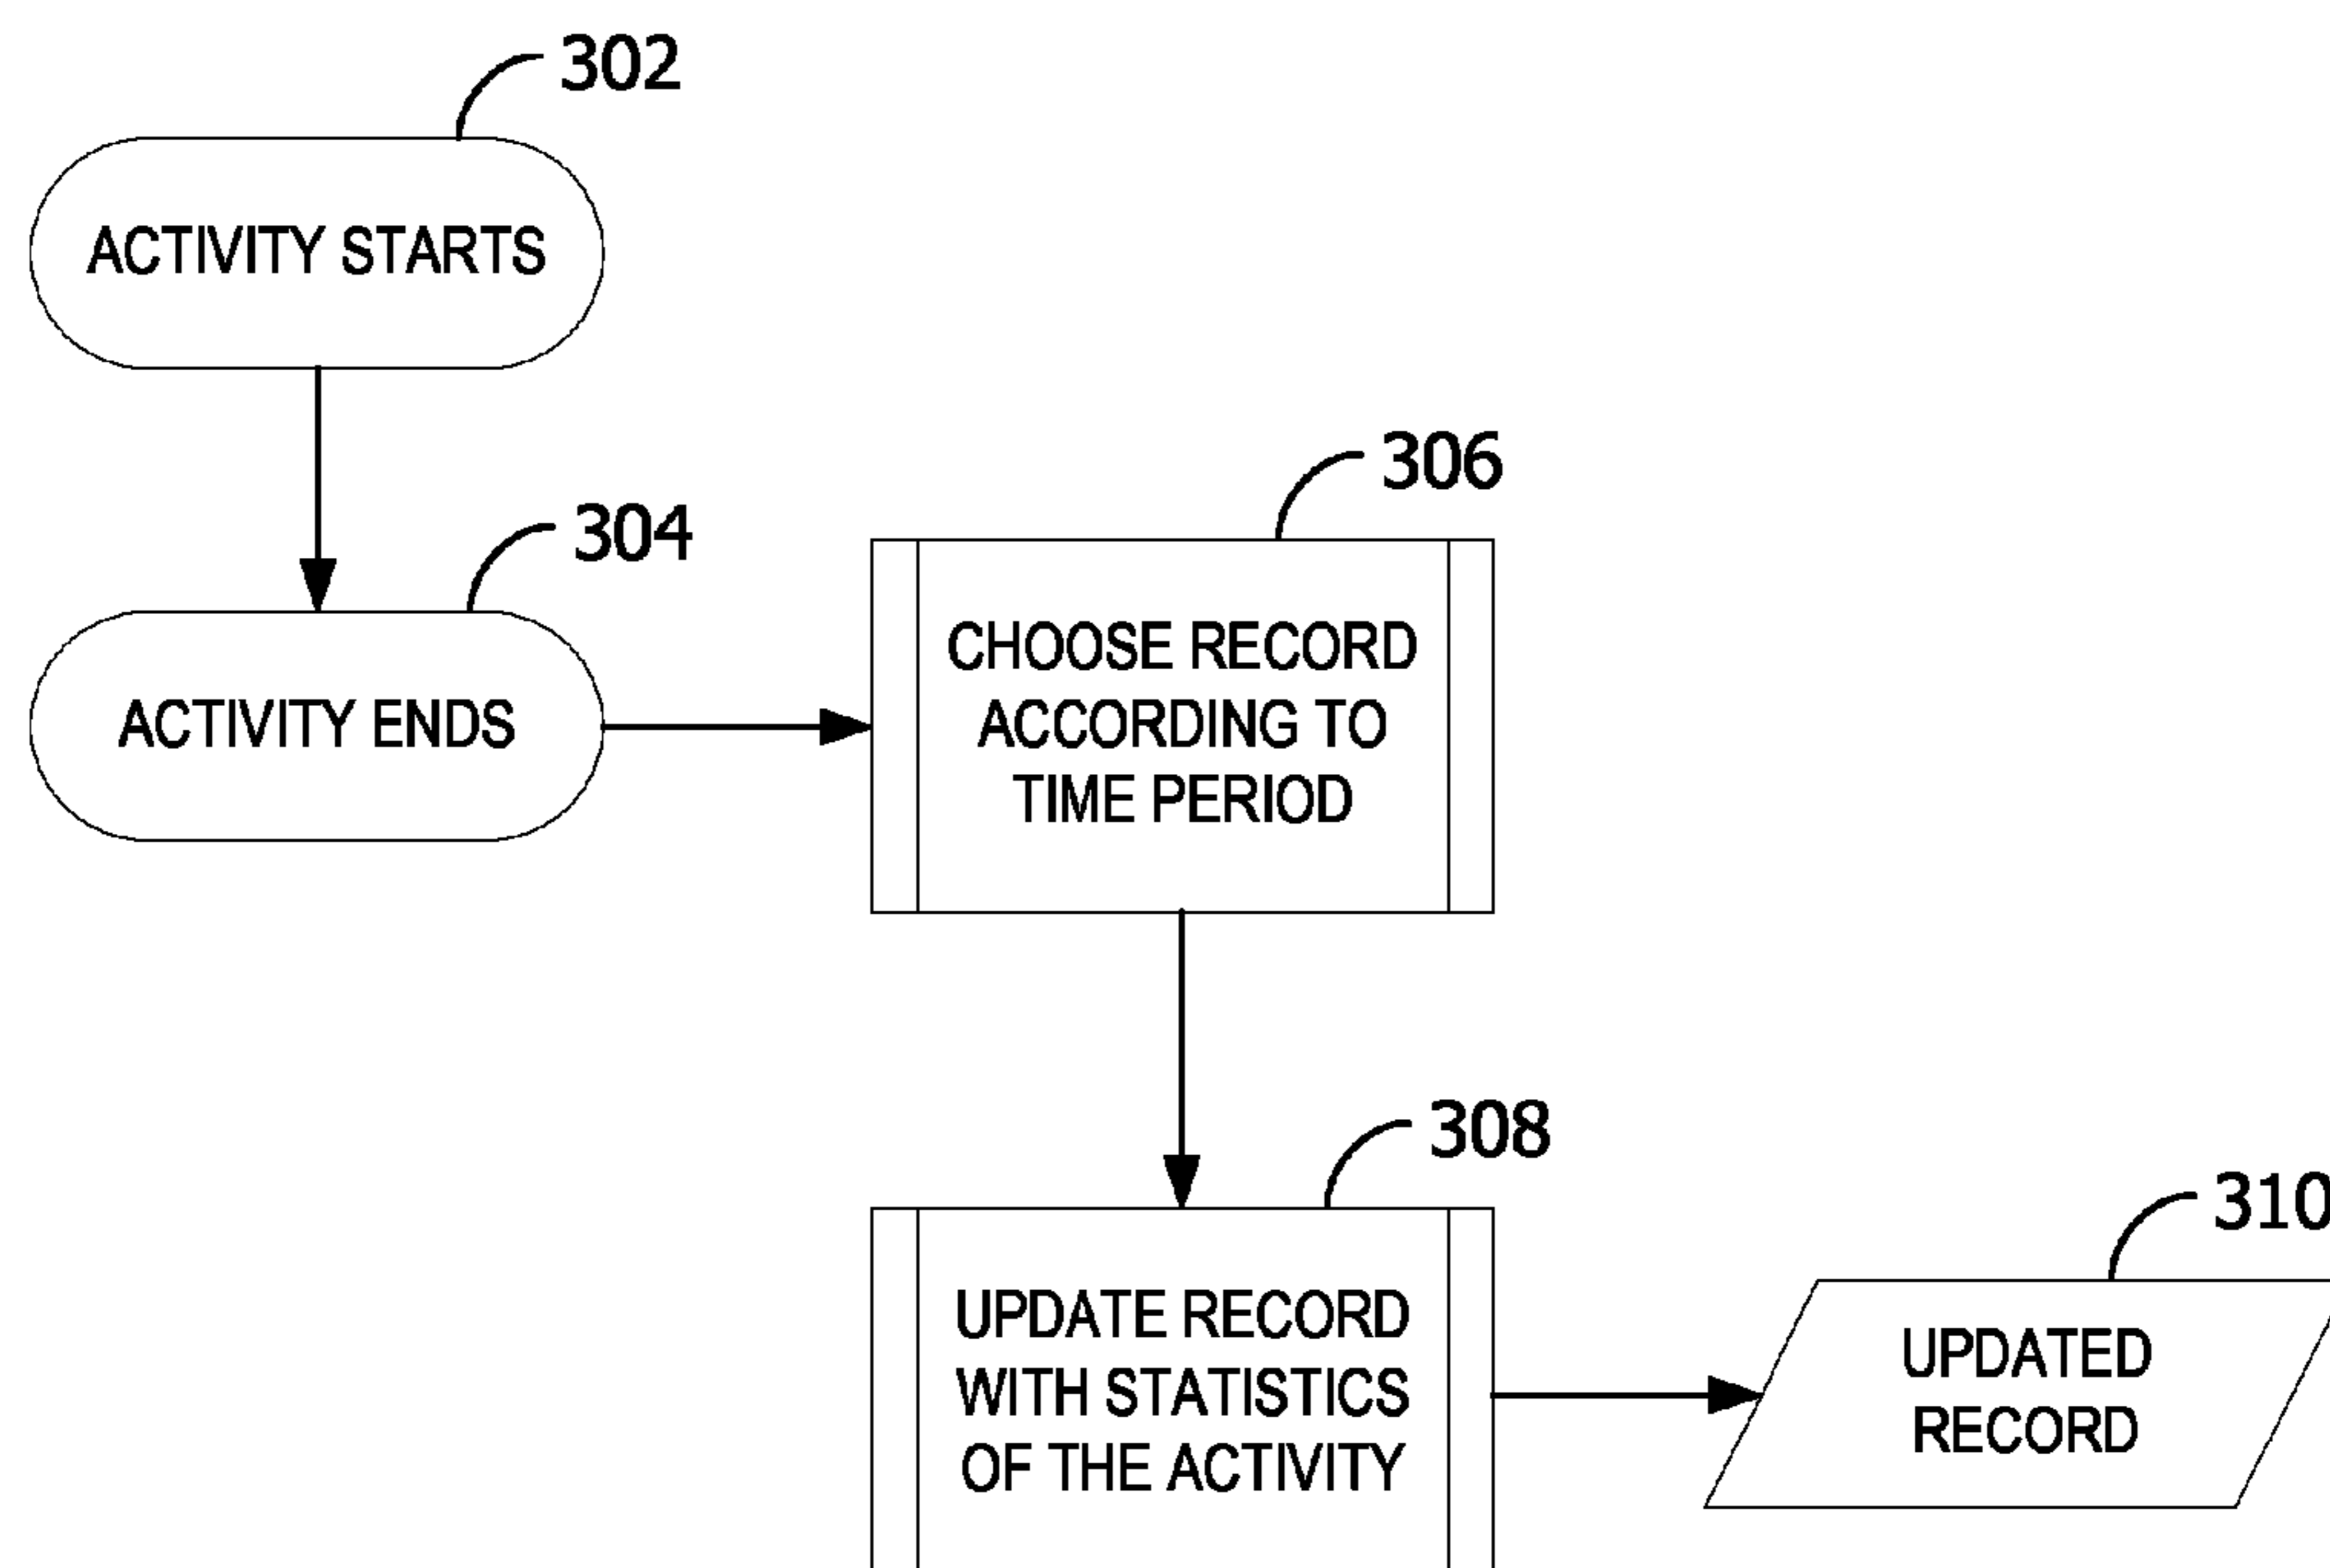 302
ACTIVITY STARTS
304
ACTIVITY ENDS
306
CHOOSE RECORD
ACCORDING TO
TIME PERIOD
308
UPDATE RECORD
WITH STATISTICS
OF THE ACTIVITY
310
UPDATED
RECORD